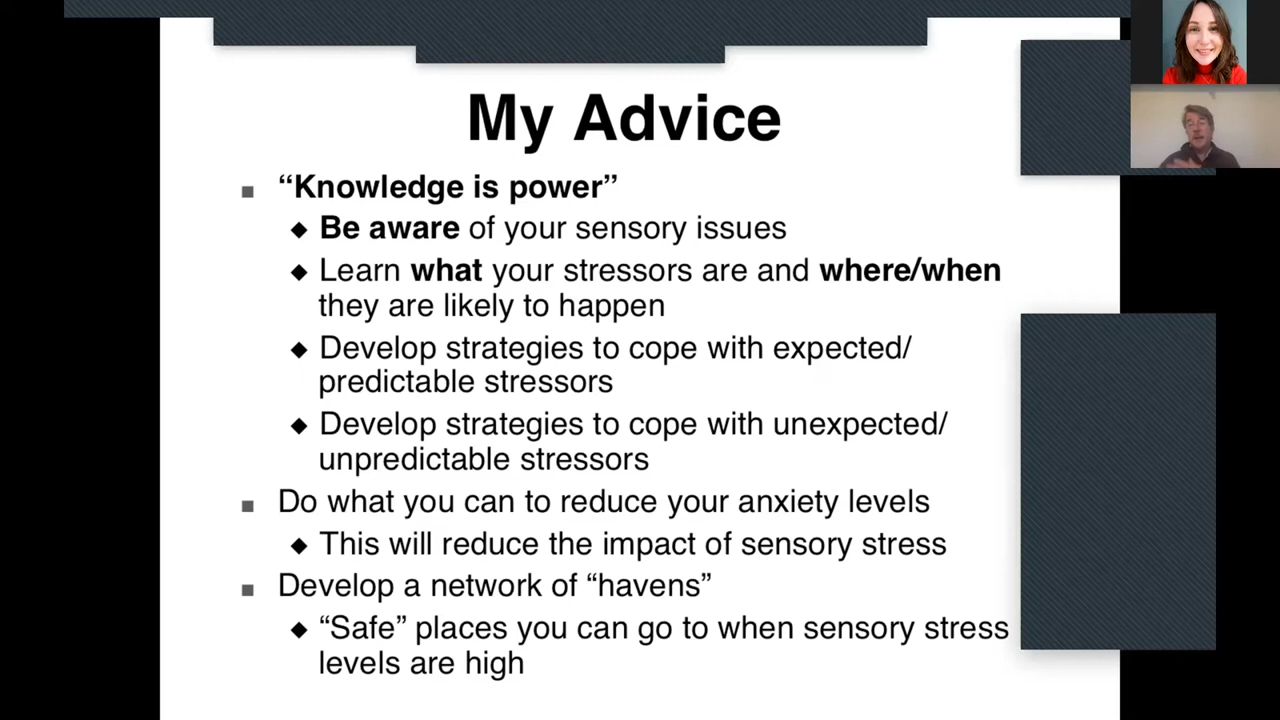 My Advice
“Knowledge is power”
Be aware of your sensory issues
Learn what your stressors are and where/when
they are likely to happen
Develop strategies to cope with expected/
predictable stressors
Develop strategies to cope with unexpected/
unpredictable stressors
Do what you can to reduce your anxiety levels
This will reduce the impact of sensory stress
Develop a network of “havens”
“Safe” places you can go to when sensory stress
levels are high